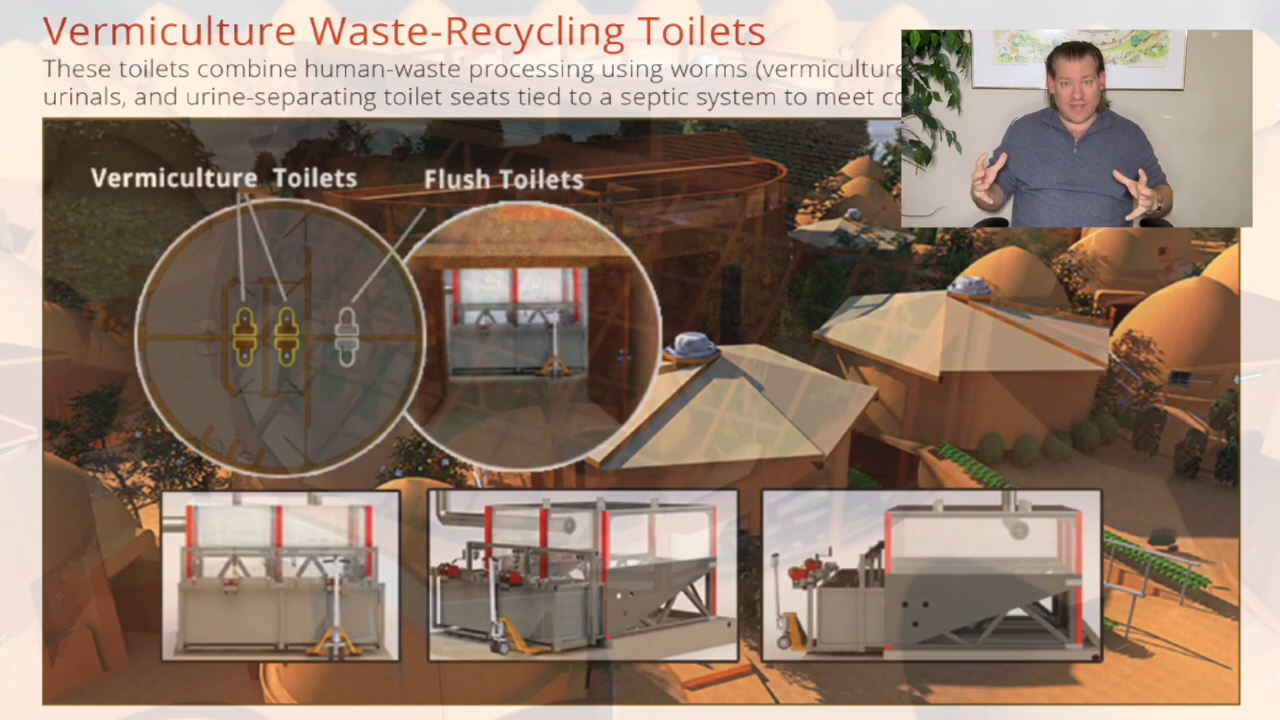 Vermiculture Waste-Recycling Toilets
These toilets combine human-waste processing using worms (vermiculture
urinals, and urine-separating toilet seats tied to a septic system to meet
Vermiculture Toilets
Flush Toilets